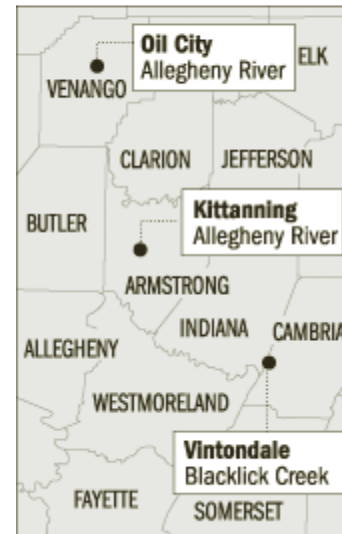 Oil City
Allegheny River
ELK
VENANGO
CLARION
JEFFERSON
Kittanning
Allegheny River
BUTLER
ARMSTRONG
INDIANA
CAMBRIA
ALLEGHENY
WESTMORELAND
Vintondale
Blacklick Creek
FAYETTE
SOMERSET